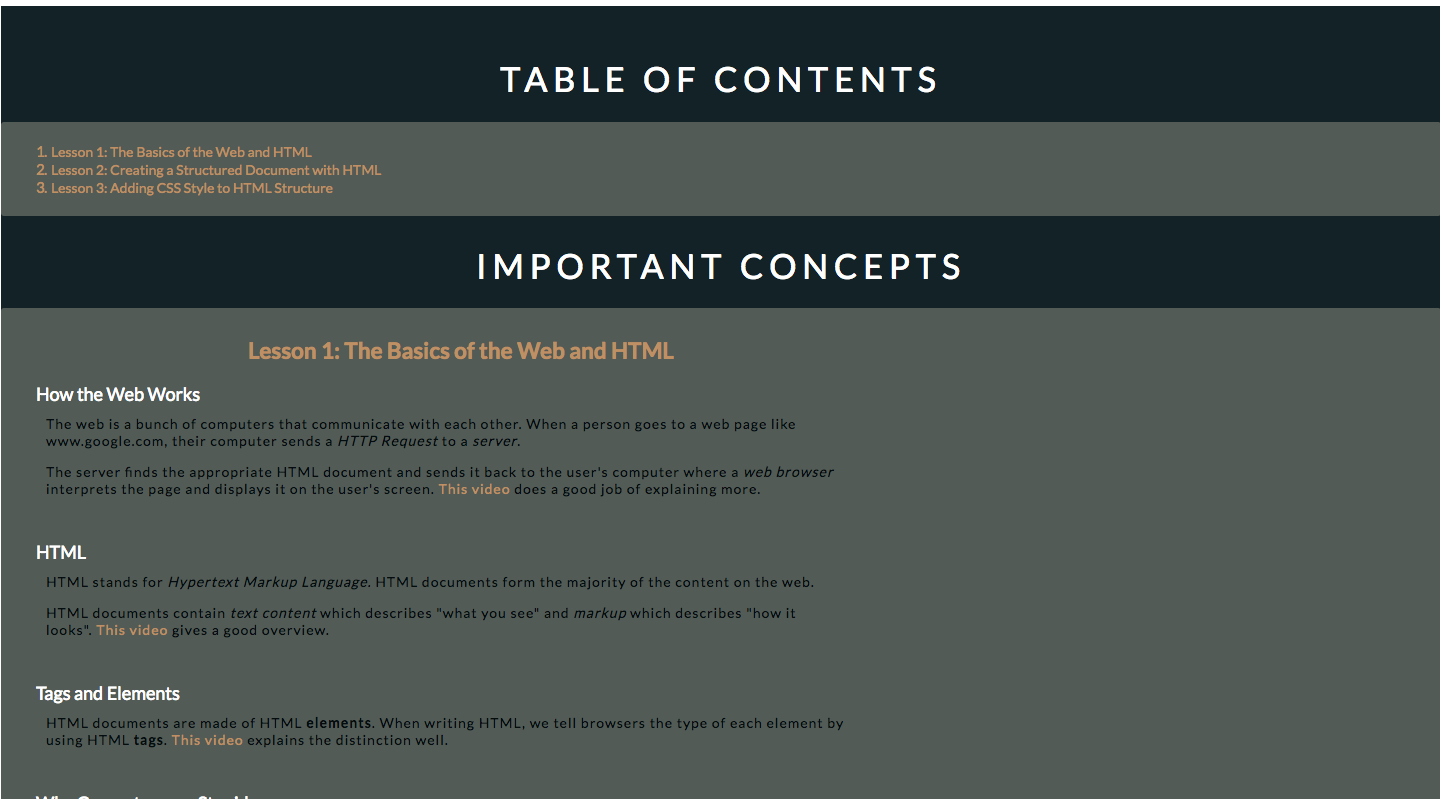 TABLE OF CONTENTS
1. Lesson 1: The Basics of the Web and HTML
2. Lesson 2: Creating a Structured Document with HTML
3. Lesson 3: Adding CSS Style to HTML Structure
IMPORTANT CONCEPTS
Lesson 1: The Basics of the Web and HTML
How the Web Works
The web is a bunch of computers that communicate with each other. When a person goes to a web page like
www.google.com, their computer sends a HTTP Request to a server.
The server finds the appropriate HTML document and sends it back to the user's computer where a web browser
interprets the page and displays it on the user's screen. This video does a good job of explaining more.
HTML
HTML stands for Hypertext Markup Language. HTML documents form the majority of the content on the web.
HTML documents contain text content which describes "what you see" and markup which describes "how it
looks". This video gives a good overview.
Tags and Elements
HTML documents are made of HTML elements. When writing HTML, we tell browsers the type of each element by
using HTML tags. This video explains the distinction well.